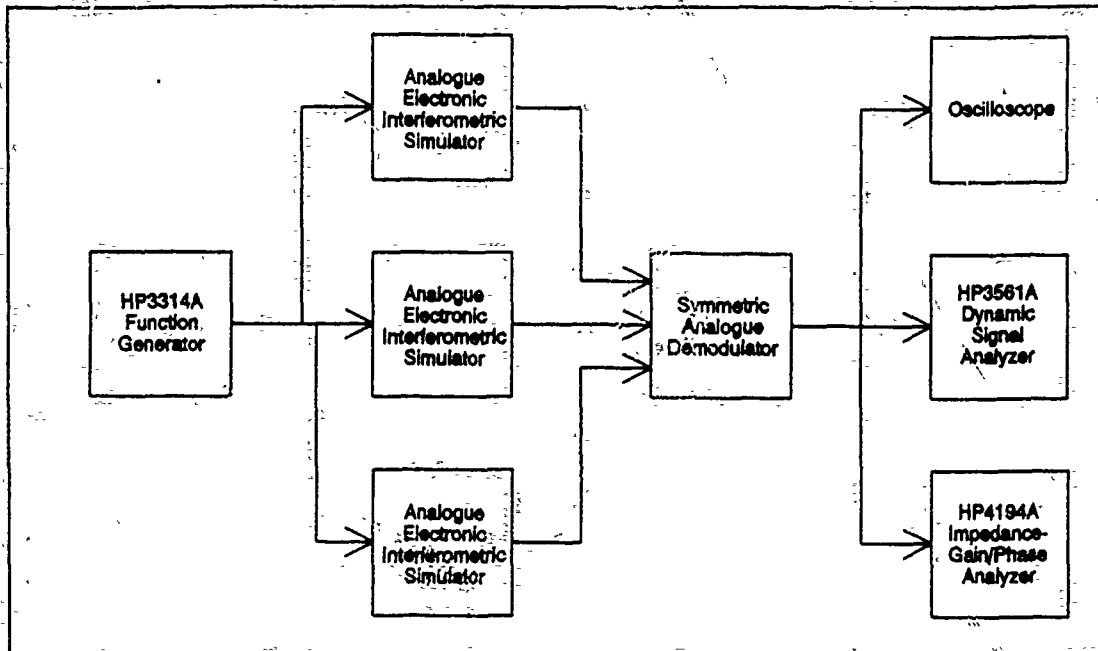 Analogue
Electronic
Interferometric
Simulator
Oscilloscope
HP3314A
Function
Generator
Analogue
Electronic
Interferometric
Simulator
Symmetric
Analogue
Demodulator
HP3561A
Dynamic
Signal
Analyzer
Analogue
Electronic
Interferometric
Simulator
HP4194A
Impedance-
Gain/Phase
Analyzer